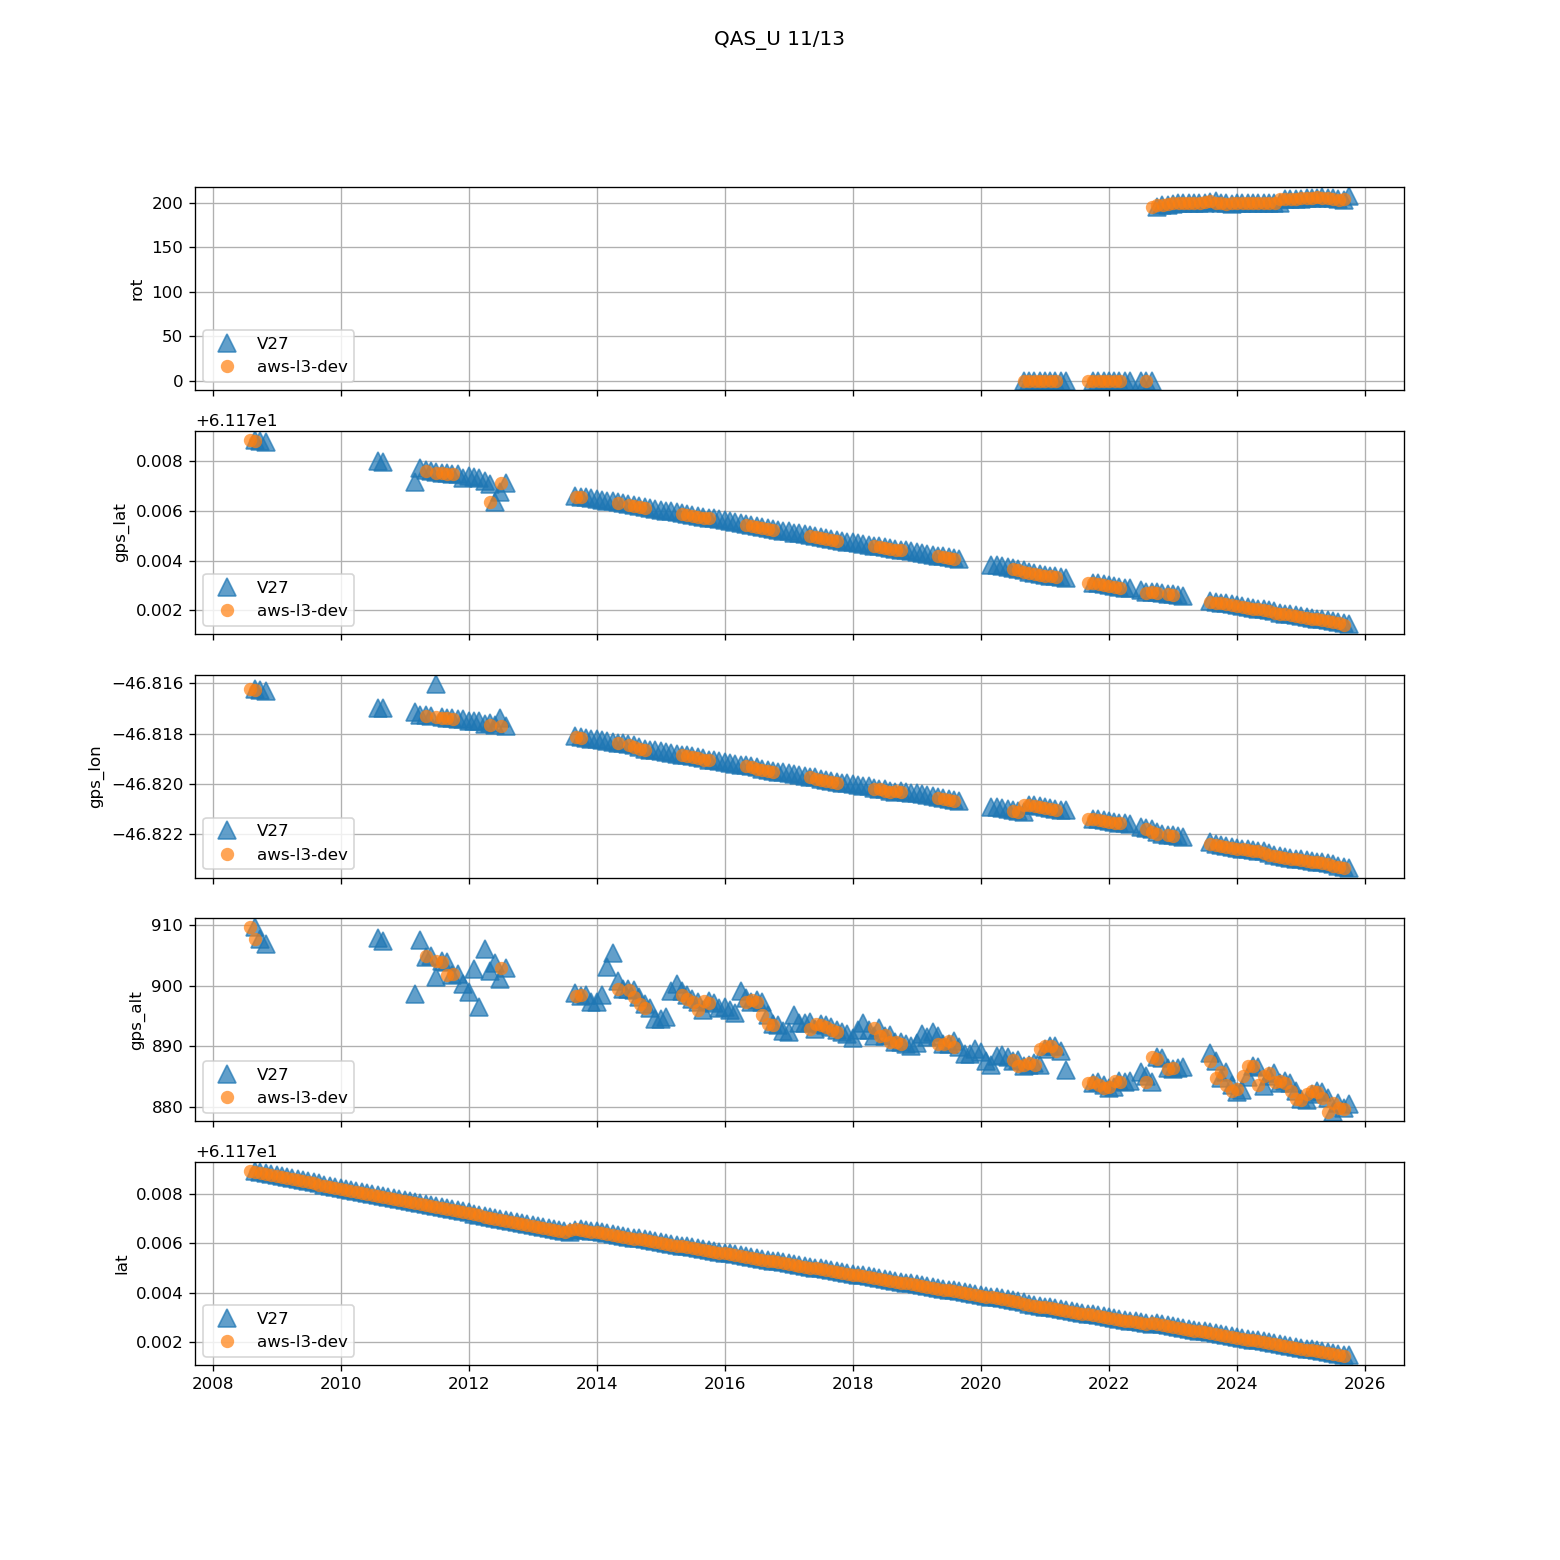 QAS_U 11/13
200
150
100
50
0
rot
V27
aws-l3-dev
+6.117e1
0.008
0.006
0.004
0.002
gps_lat
V27
aws-l3-dev
−46.816
−46.818
−46.820
−46.822
gps_lon
V27
aws-l3-dev
910
900
890
880
gps_alt
V27
aws-l3-dev
+6.117e1
0.008
0.006
0.004
0.002
lat
V27
aws-l3-dev
2008 2010 2012 2014 2016 2018 2020 2022 2024 2026